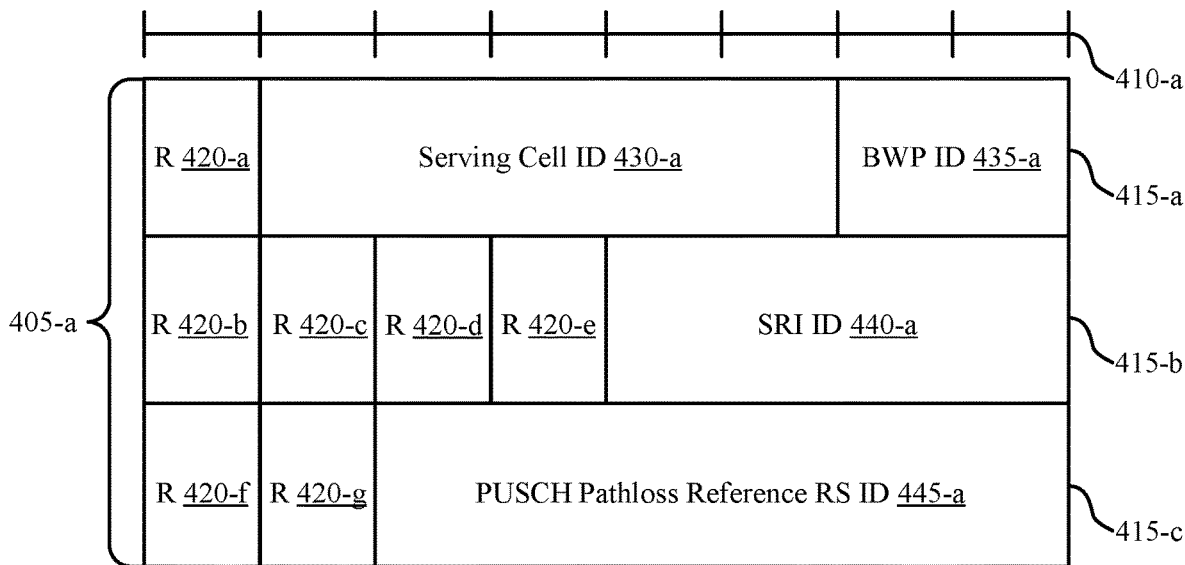 410-a
R 420-a Serving Cell ID 430-a BWP ID 435-a
415-a
405-a
R 420-b R 420-c R 420-d R 420-e SRI ID 440-a
415-b
R 420-f R 420-g PUSCH Pathloss Reference RS ID 445-a
415-c